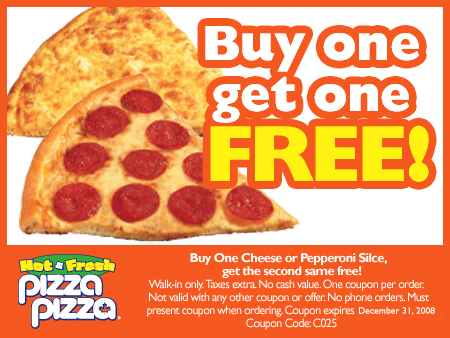 Buy one
get one
FREE!
Hot & Fresh
pizza
pizza®
Buy One Cheese or Pepperoni Silce,
get the second same free!
Walk-in only. Taxes extra. No cash value. One coupon per order.
Not valid with any other coupon or offer. No phone orders. Must
present coupon when ordering. Coupon expires December 31, 2008
Coupon Code: C025